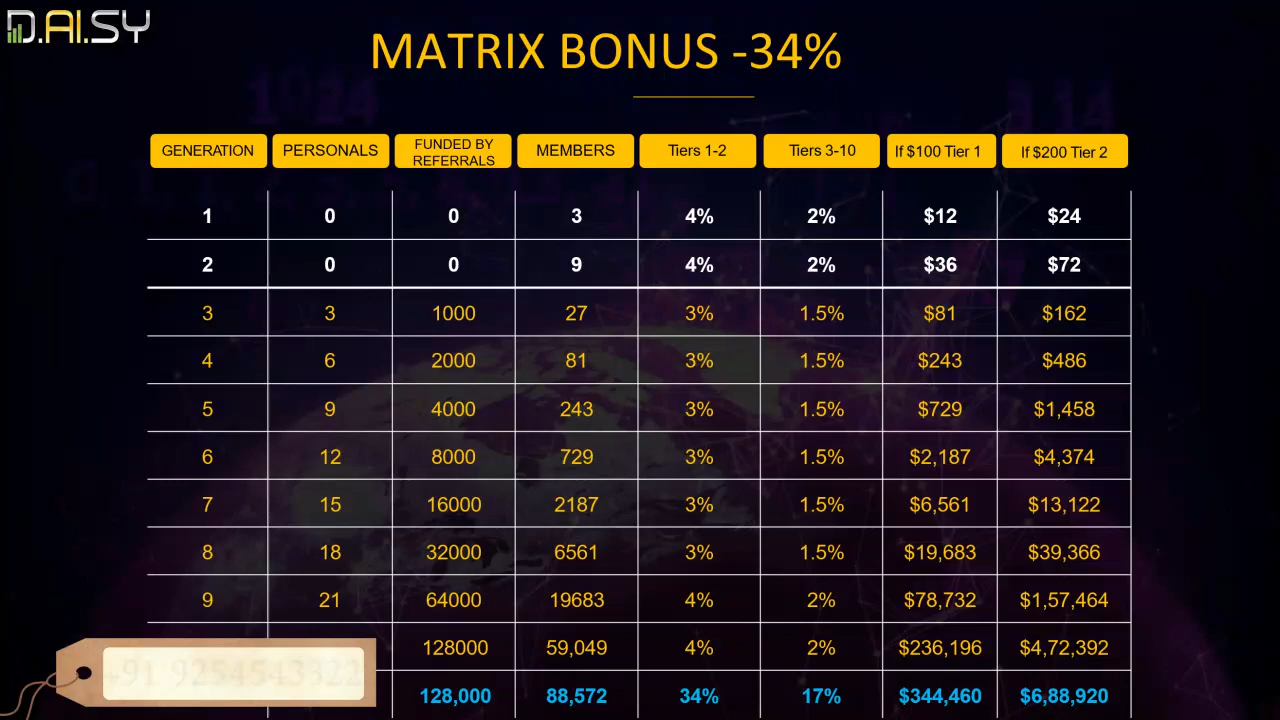 D.AI.SY
MATRIX BONUS -34%
GENERATION PERSONALS FUNDED BY REFERRALS MEMBERS Tiers 1-2 Tiers 3-10 If $100 Tier 1 If $200 Tier 2
1 0 0 3 4% 2% $12 $24
2 0 0 9 4% 2% $36 $72
3 3 1000 27 3% 1.5% $81 $162
4 6 2000 81 3% 1.5% $243 $486
5 9 4000 243 3% 1.5% $729 $1,458
6 12 8000 729 3% 1.5% $2,187 $4,374
7 15 16000 2187 3% 1.5% $6,561 $13,122
8 18 32000 6561 3% 1.5% $19,683 $39,366
9 21 64000 19683 4% 2% $78,732 $1,57,464
128000 59,049 4% 2% $236,196 $4,72,392
128,000 88,572 34% 17% $344,460 $6,88,920